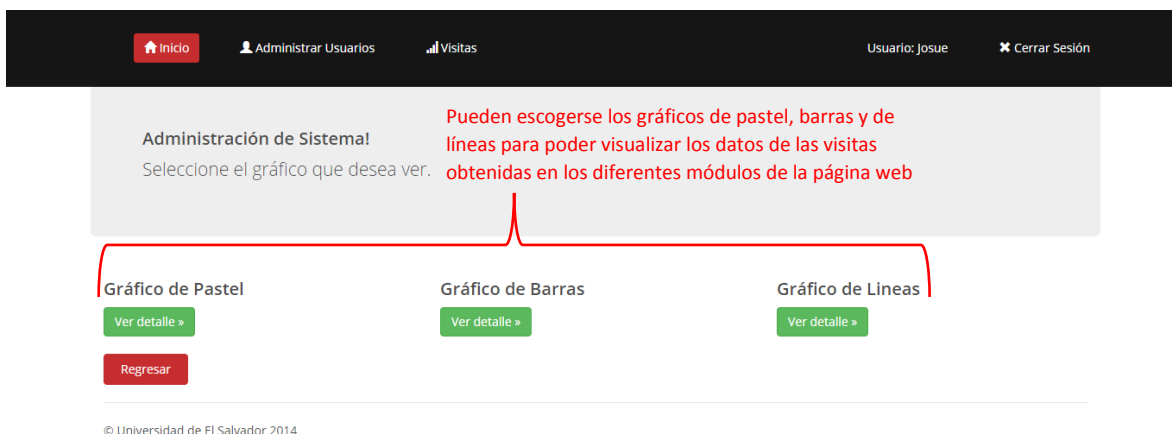 Inicio Administrar Usuarios Visitas Usuario: Josue Cerrar Sesión
Pueden escogerse los gráficos de pastel, barras y de
líneas para poder visualizar los datos de las visitas
obtenidas en los diferentes módulos de la página web
Administración de Sistema!
Seleccione el gráfico que desea ver.
Gráfico de Pastel Gráfico de Barras Gráfico de Lineas
Ver detalle » Ver detalle » Ver detalle »
Regresar
© Universidad de El Salvador 2014